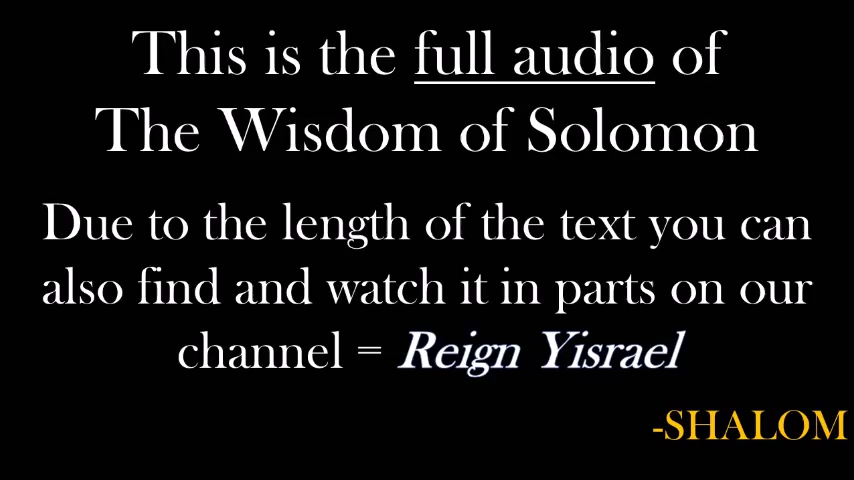 This is the full audio of
The Wisdom of Solomon
Due to the length of the text you can
also find and watch it in parts on our
channel = Reign Yisrael
-SHALOM